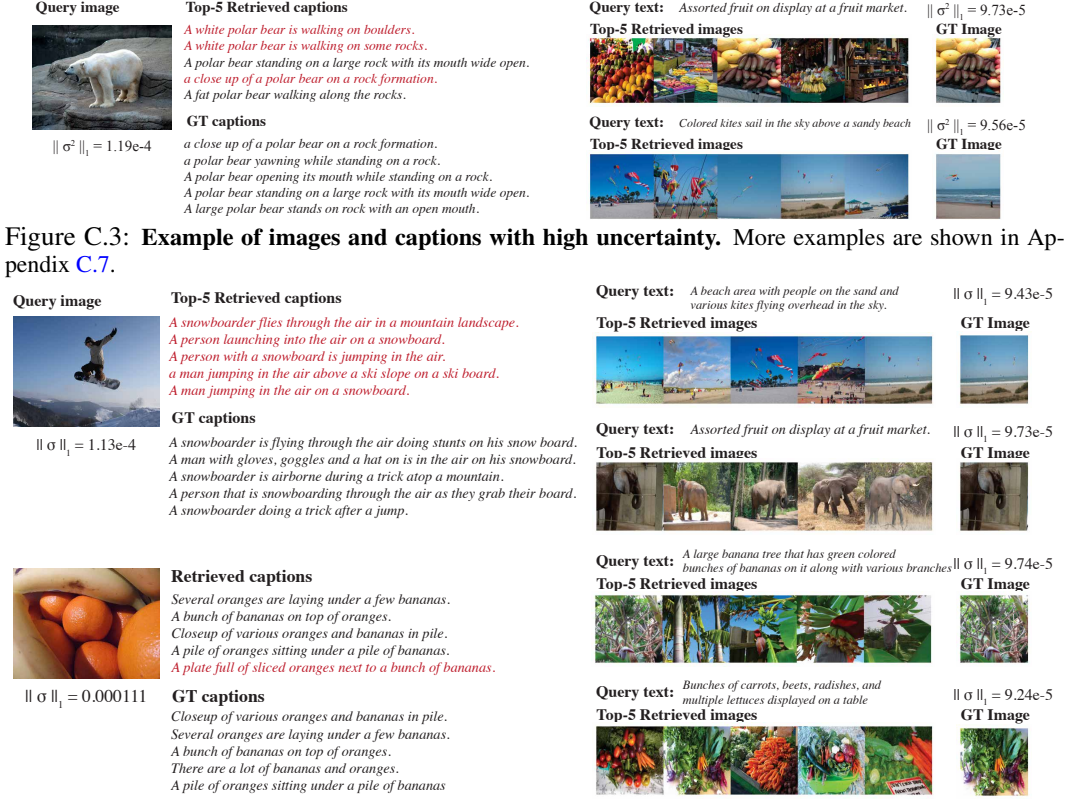 Query image
Top-5 Retrieved captions
A white polar bear is walking on boulders.
A white polar bear is walking on some rocks.
A polar bear standing on a large rock with its mouth wide open.
a close up of a polar bear on a rock formation.
A fat polar bear walking along the rocks.
GT captions
a close up of a polar bear on a rock formation.
a polar bear yawning while standing on a rock.
A polar bear opening its mouth while standing on a rock.
A polar bear standing on a large rock with its mouth wide open.
A large polar bear stands on rock with an open mouth.
|| σ² ||₁ = 1.19e-4
Query text: Assorted fruit on display at a fruit market. || σ² ||₁ = 9.73e-5
Top-5 Retrieved images GT Image
Query text: Colored kites sail in the sky above a sandy beach || σ² ||₁ = 9.56e-5
Top-5 Retrieved images GT Image
Figure C.3: Example of images and captions with high uncertainty. More examples are shown in Ap-
pendix C.7.
Query image
Top-5 Retrieved captions
A snowboarder flies through the air in a mountain landscape.
A person launching into the air on a snowboard.
A person with a snowboard is jumping in the air.
a man jumping in the air above a ski slope on a ski board.
A man jumping in the air on a snowboard.
GT captions
A snowboarder is flying through the air doing stunts on his snow board.
A man with gloves, goggles and a hat on is in the air on his snowboard.
A snowboarder is airborne during a trick atop a mountain.
A person that is snowboarding through the air as they grab their board.
A snowboarder doing a trick after a jump.
|| σ ||₁ = 1.13e-4
Retrieved captions
Several oranges are laying under a few bananas.
A bunch of bananas on top of oranges.
Closeup of various oranges and bananas in pile.
A pile of oranges sitting under a pile of bananas.
A plate full of sliced oranges next to a bunch of bananas.
|| σ ||₁ = 0.000111
GT captions
Closeup of various oranges and bananas in pile.
Several oranges are laying under a few bananas.
A bunch of bananas on top of oranges.
There are a lot of bananas and oranges.
A pile of oranges sitting under a pile of bananas
Query text: A beach area with people on the sand and
various kites flying overhead in the sky.
|| σ ||₁ = 9.43e-5
Top-5 Retrieved images GT Image
Query text: Assorted fruit on display at a fruit market. || σ ||₁ = 9.73e-5
Top-5 Retrieved images GT Image
Query text: A large banana tree that has green colored
bunches of bananas on it along with various branches
|| σ ||₁ = 9.74e-5
Top-5 Retrieved images GT Image
Query text: Bunches of carrots, beets, radishes, and
multiple lettuces displayed on a table
|| σ ||₁ = 9.24e-5
Top-5 Retrieved images GT Image